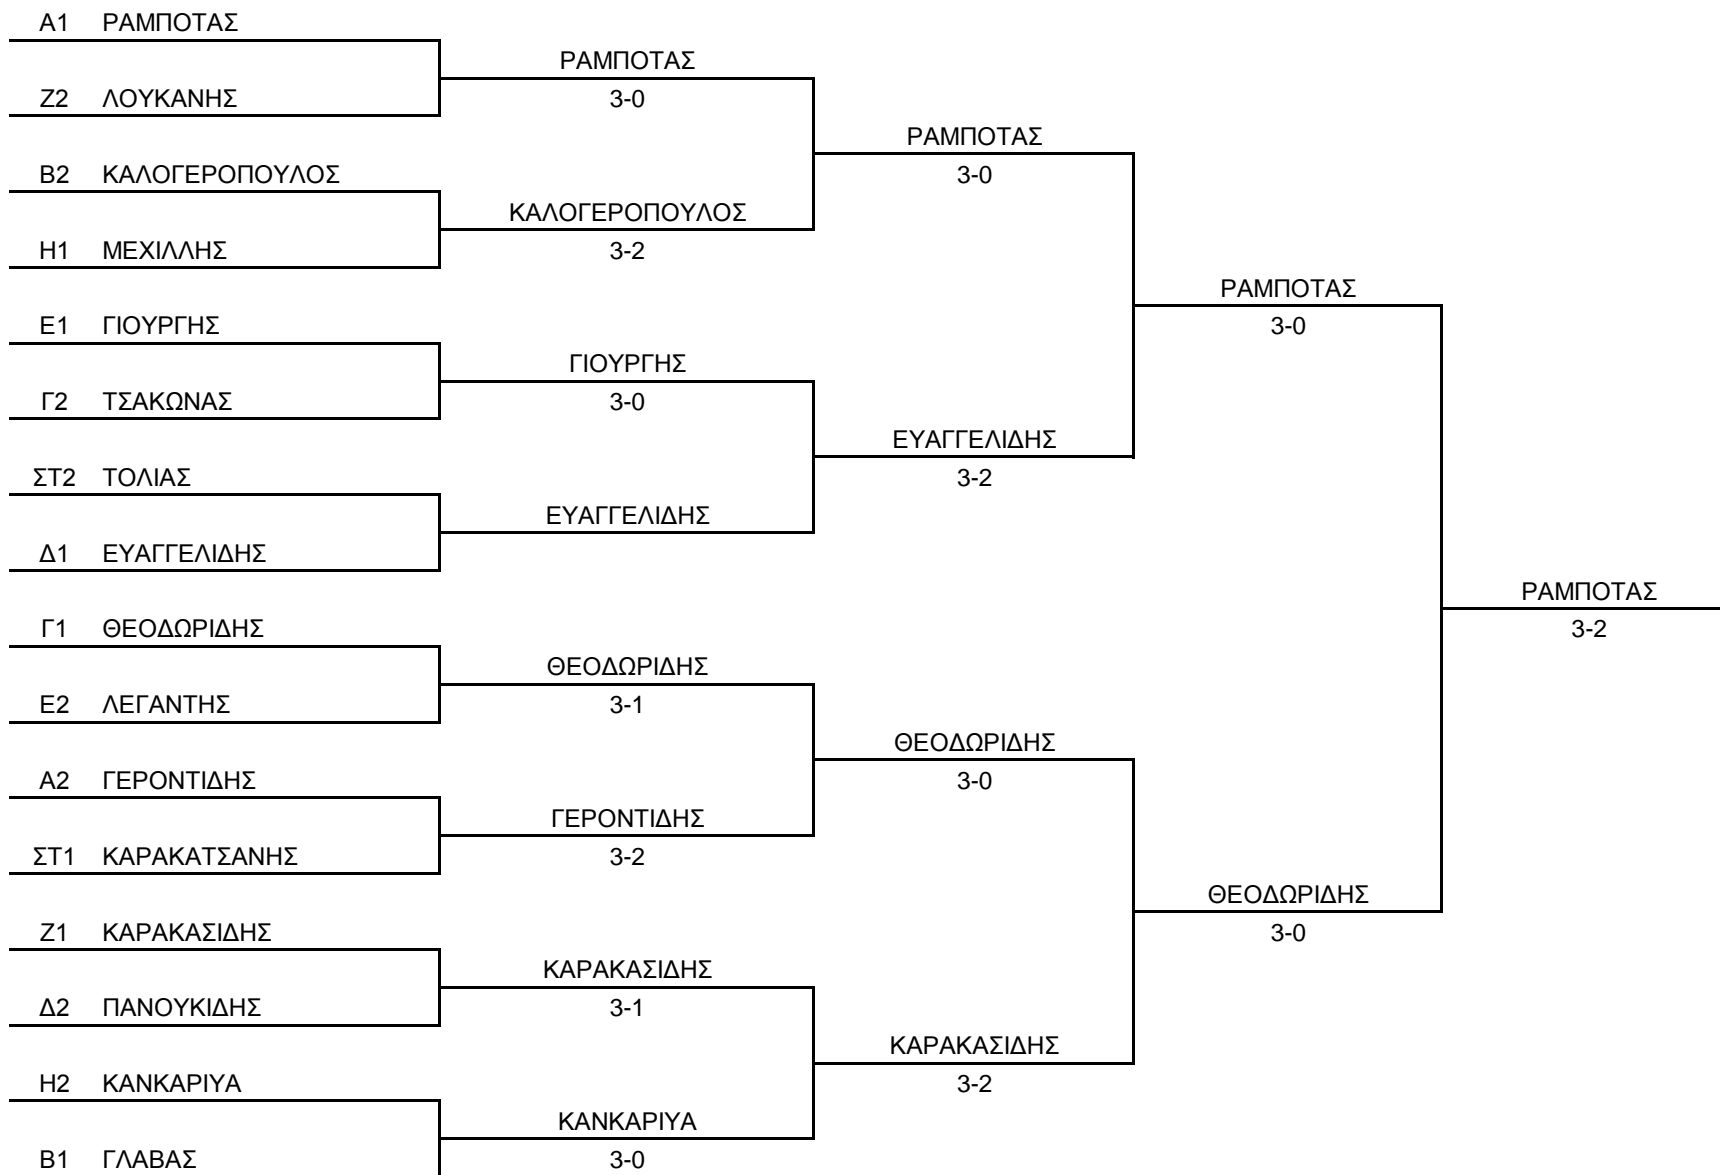 Α1 ΡΑΜΠΟΤΑΣ
ΡΑΜΠΟΤΑΣ
Ζ2 ΛΟΥΚΑΝΗΣ
3-0
ΡΑΜΠΟΤΑΣ
Β2 ΚΑΛΟΓΕΡΟΠΟΥΛΟΣ
3-0
ΚΑΛΟΓΕΡΟΠΟΥΛΟΣ
Η1 ΜΕΧΙΛΛΗΣ
3-2
ΡΑΜΠΟΤΑΣ
Ε1 ΓΙΟΥΡΓΗΣ
3-0
ΓΙΟΥΡΓΗΣ
Γ2 ΤΣΑΚΩΝΑΣ
3-0
ΕΥΑΓΓΕΛΙΔΗΣ
ΣΤ2 ΤΟΛΙΑΣ
3-2
ΕΥΑΓΓΕΛΙΔΗΣ
Δ1 ΕΥΑΓΓΕΛΙΔΗΣ
ΡΑΜΠΟΤΑΣ
Γ1 ΘΕΟΔΩΡΙΔΗΣ
3-2
ΘΕΟΔΩΡΙΔΗΣ
Ε2 ΛΕΓΑΝΤΗΣ
3-1
ΘΕΟΔΩΡΙΔΗΣ
Α2 ΓΕΡΟΝΤΙΔΗΣ
3-0
ΓΕΡΟΝΤΙΔΗΣ
ΣΤ1 ΚΑΡΑΚΑΤΣΑΝΗΣ
3-2
ΘΕΟΔΩΡΙΔΗΣ
Ζ1 ΚΑΡΑΚΑΣΙΔΗΣ
3-0
ΚΑΡΑΚΑΣΙΔΗΣ
Δ2 ΠΑΝΟΥΚΙΔΗΣ
3-1
ΚΑΡΑΚΑΣΙΔΗΣ
Η2 ΚΑΝΚΑΡΙΥΑ
3-2
ΚΑΝΚΑΡΙΥΑ
Β1 ΓΛΑΒΑΣ
3-0